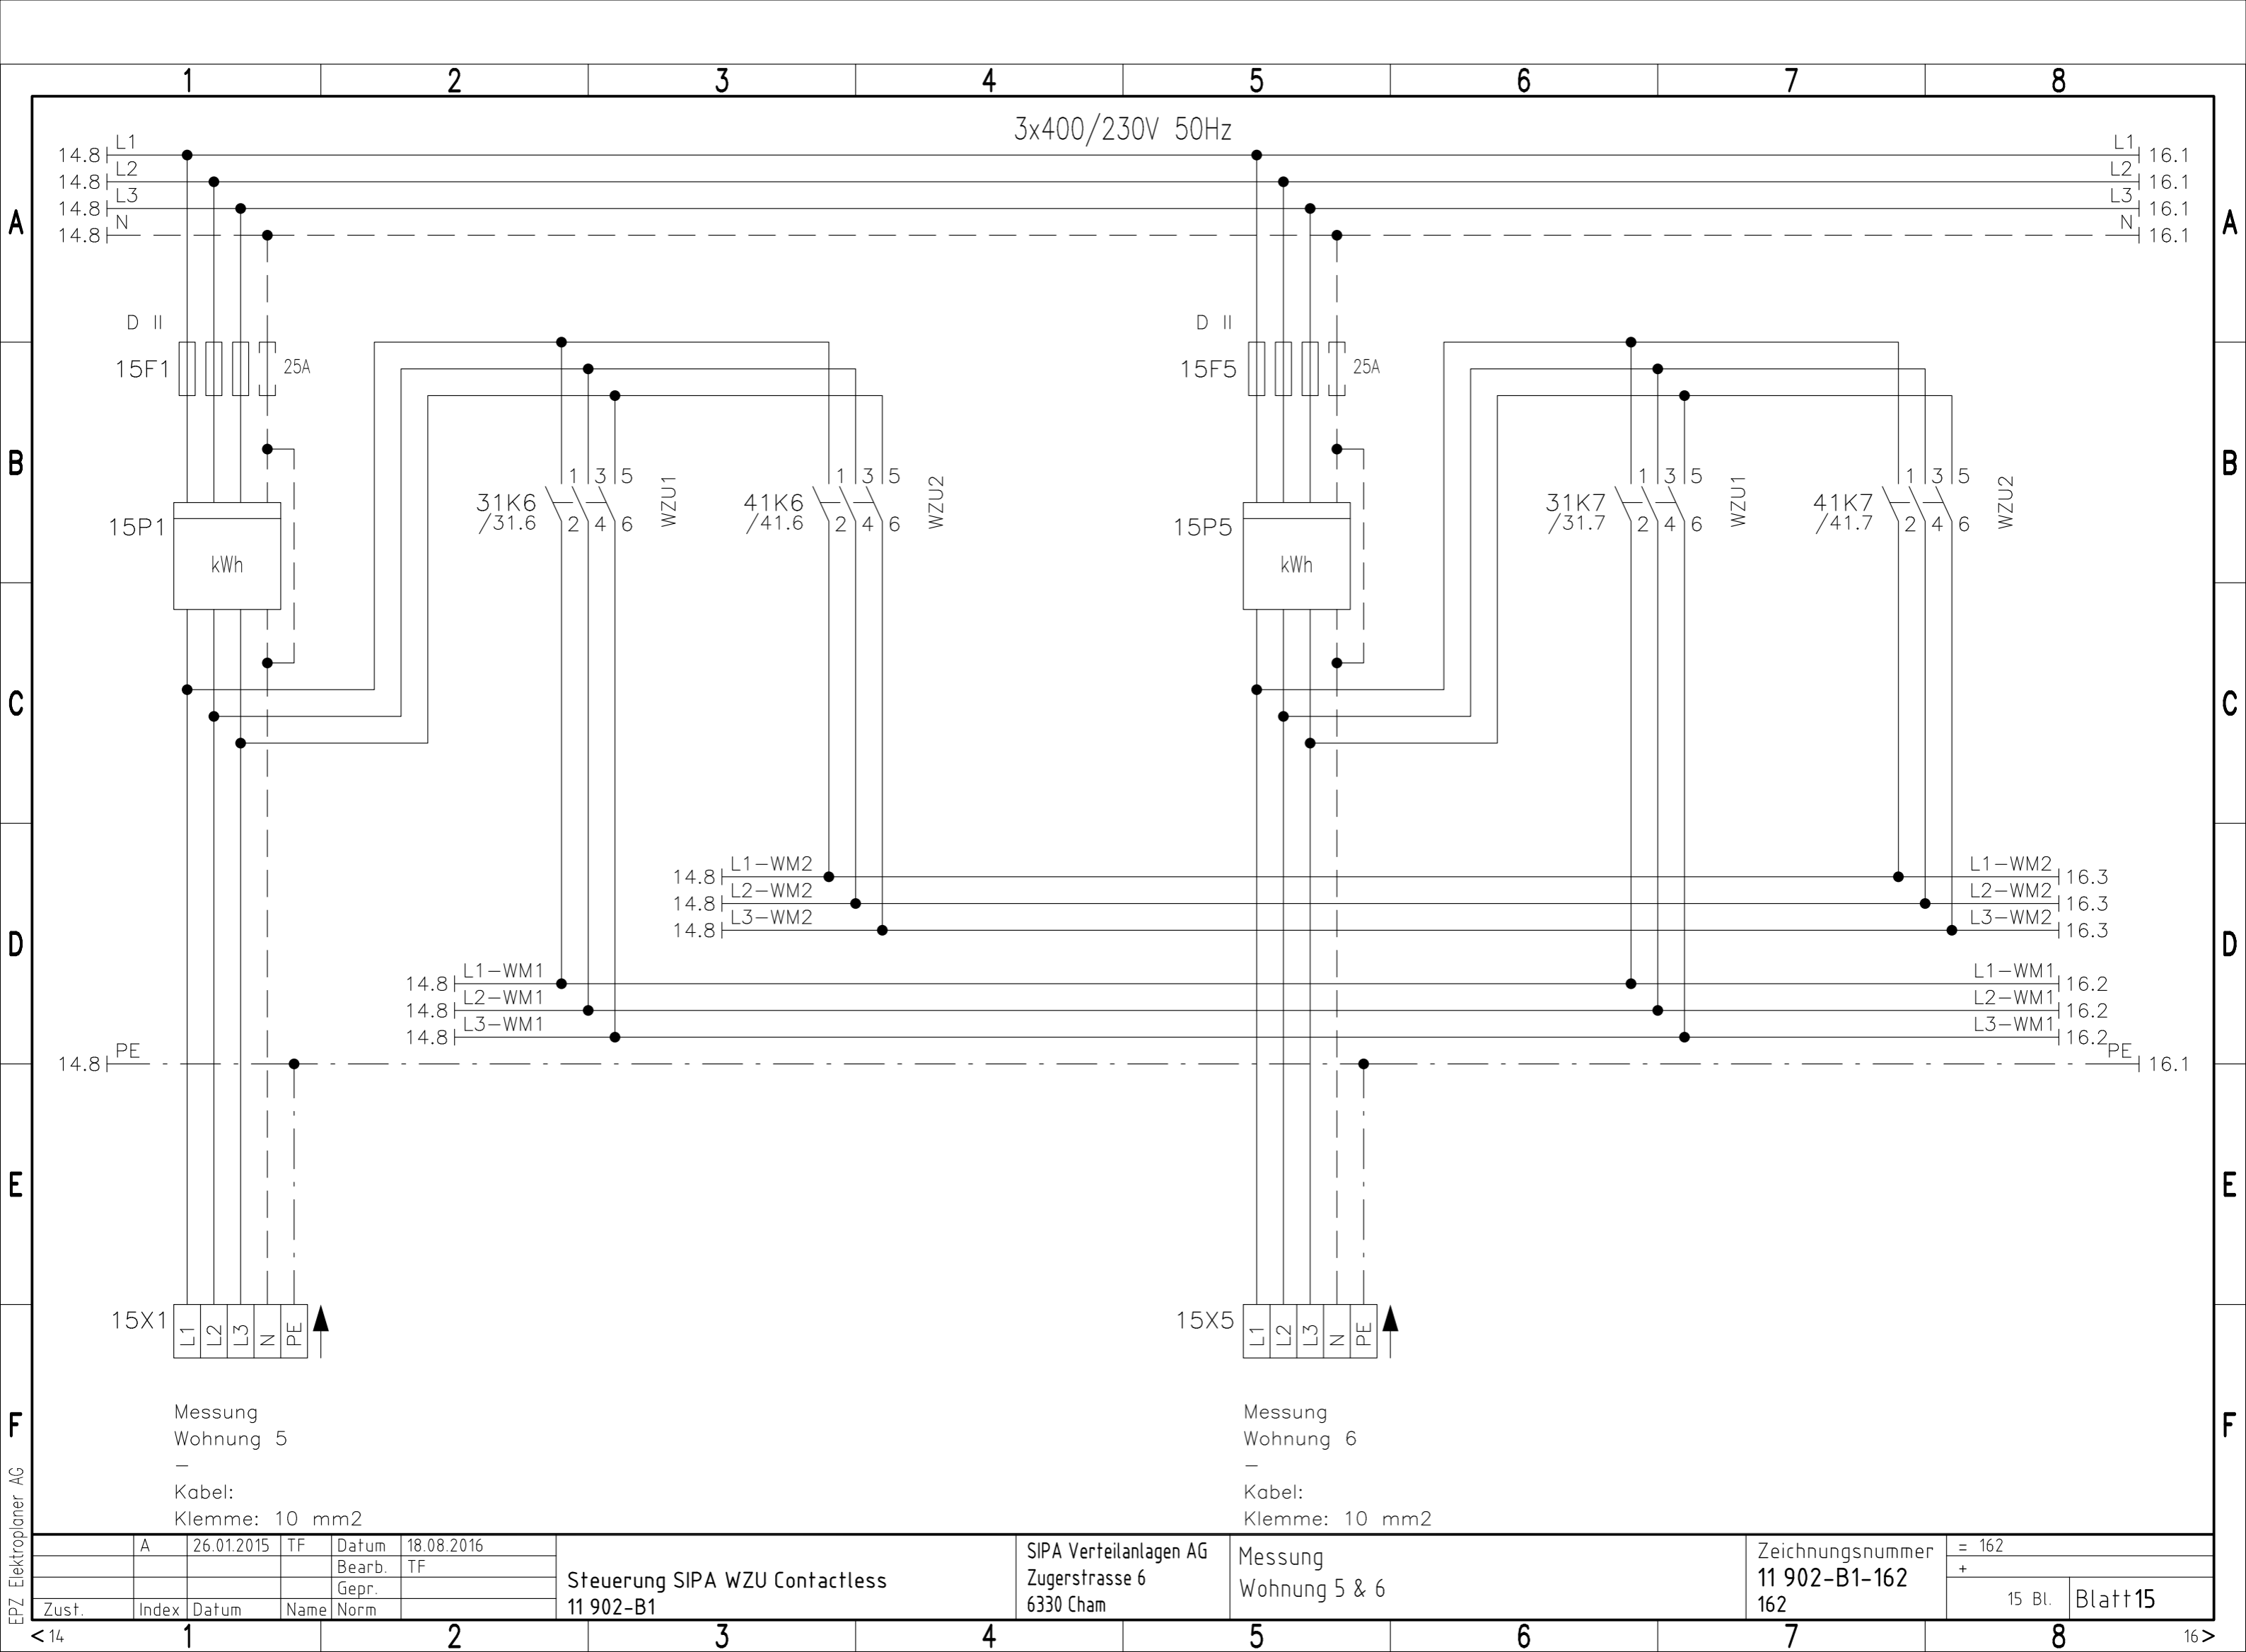 1 2 3 4 5 6 7 8
3x400/230V 50Hz
14.8 L1 L1 16.1
14.8 L2 L2 16.1
14.8 L3 L3 16.1
14.8 N N 16.1
A A
D II D II
15F1 25A 15F5 25A
B B
1 3 5 1 3 5 1 3 5 1 3 5
31K6 WZU1 41K6 WZU2 31K7 WZU1 41K7 WZU2
/31.6 2 4 6 /41.6 2 4 6 /31.7 2 4 6 /41.7 2 4 6
15P1 15P5
kWh kWh
C C
14.8 L1-WM2 L1-WM2 16.3
14.8 L2-WM2 L2-WM2 16.3
14.8 L3-WM2 L3-WM2 16.3
D D
14.8 L1-WM1 L1-WM1 16.2
14.8 L2-WM1 L2-WM1 16.2
14.8 L3-WM1 L3-WM1 16.2
14.8 PE PE 16.1
E E
15X1 L1 L2 L3 N PE 15X5 L1 L2 L3 N PE
F F
Messung
Wohnung 5
-
Kabel:
Klemme: 10 mm2
Messung
Wohnung 6
-
Kabel:
Klemme: 10 mm2
EPZ Elektroplaner AG
A 26.01.2015 TF Datum 18.08.2016
Bearb. TF
Gepr.
Zust. Index Datum Name Norm
Steuerung SIPA WZU Contactless
11 902-B1
SIPA Verteilanlagen AG
Zugerstrasse 6
6330 Cham
Messung
Wohnung 5 & 6
Zeichnungsnummer
11 902-B1-162
162
= 162
+
15 Bl. Blatt 15
<14 1 2 3 4 5 6 7 8 16>